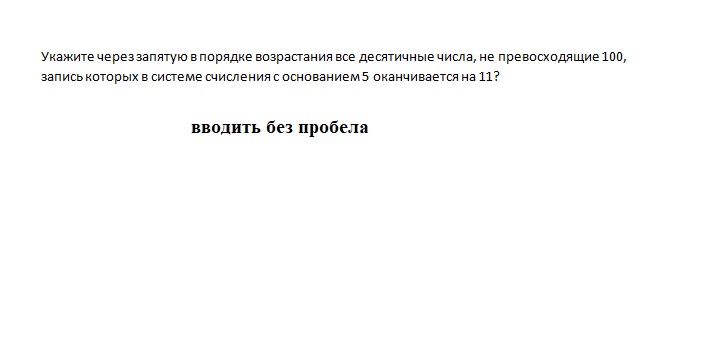 Укажите через запятую в порядке возрастания все десятичные числа, не превосходящие 100,
запись которых в системе счисления с основанием 5 оканчивается на 11?
вводить без пробела